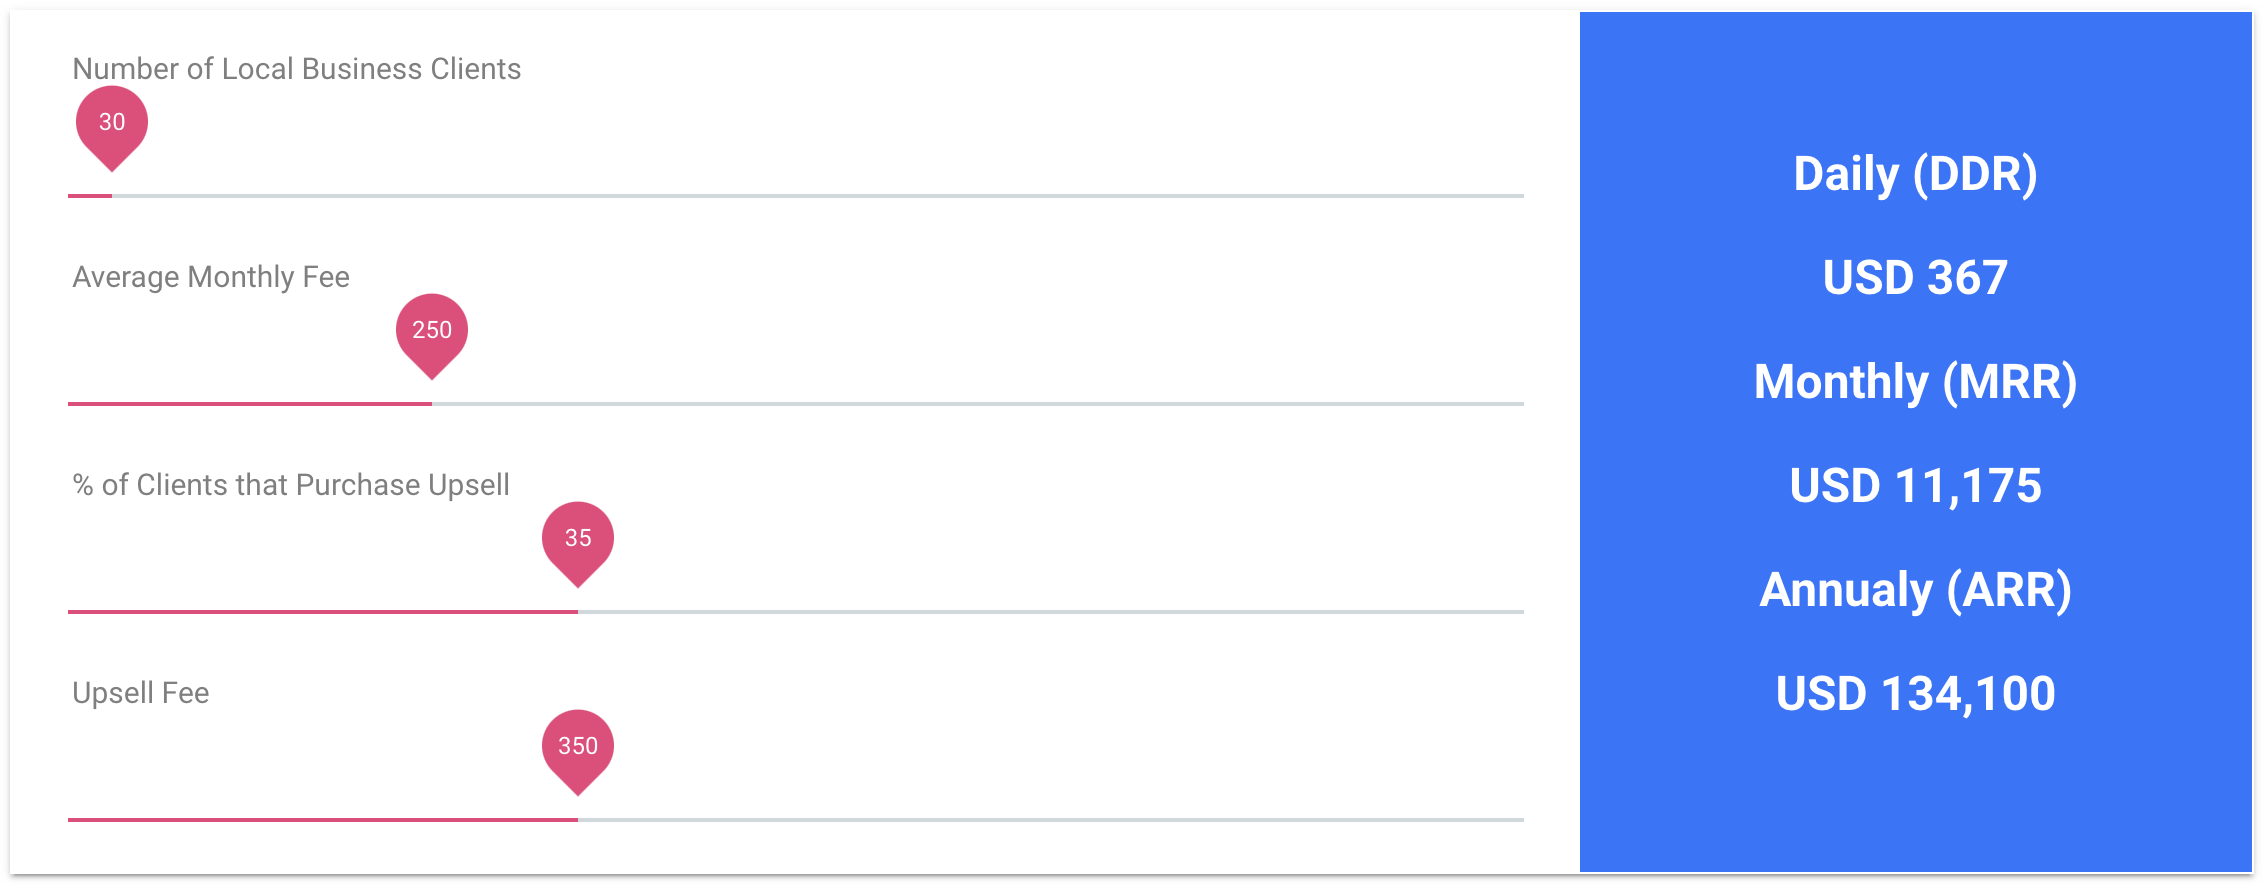 Number of Local Business Clients
30
Average Monthly Fee
250
% of Clients that Purchase Upsell
35
Upsell Fee
350
Daily (DDR)
USD 367
Monthly (MRR)
USD 11,175
Annualy (ARR)
USD 134,100